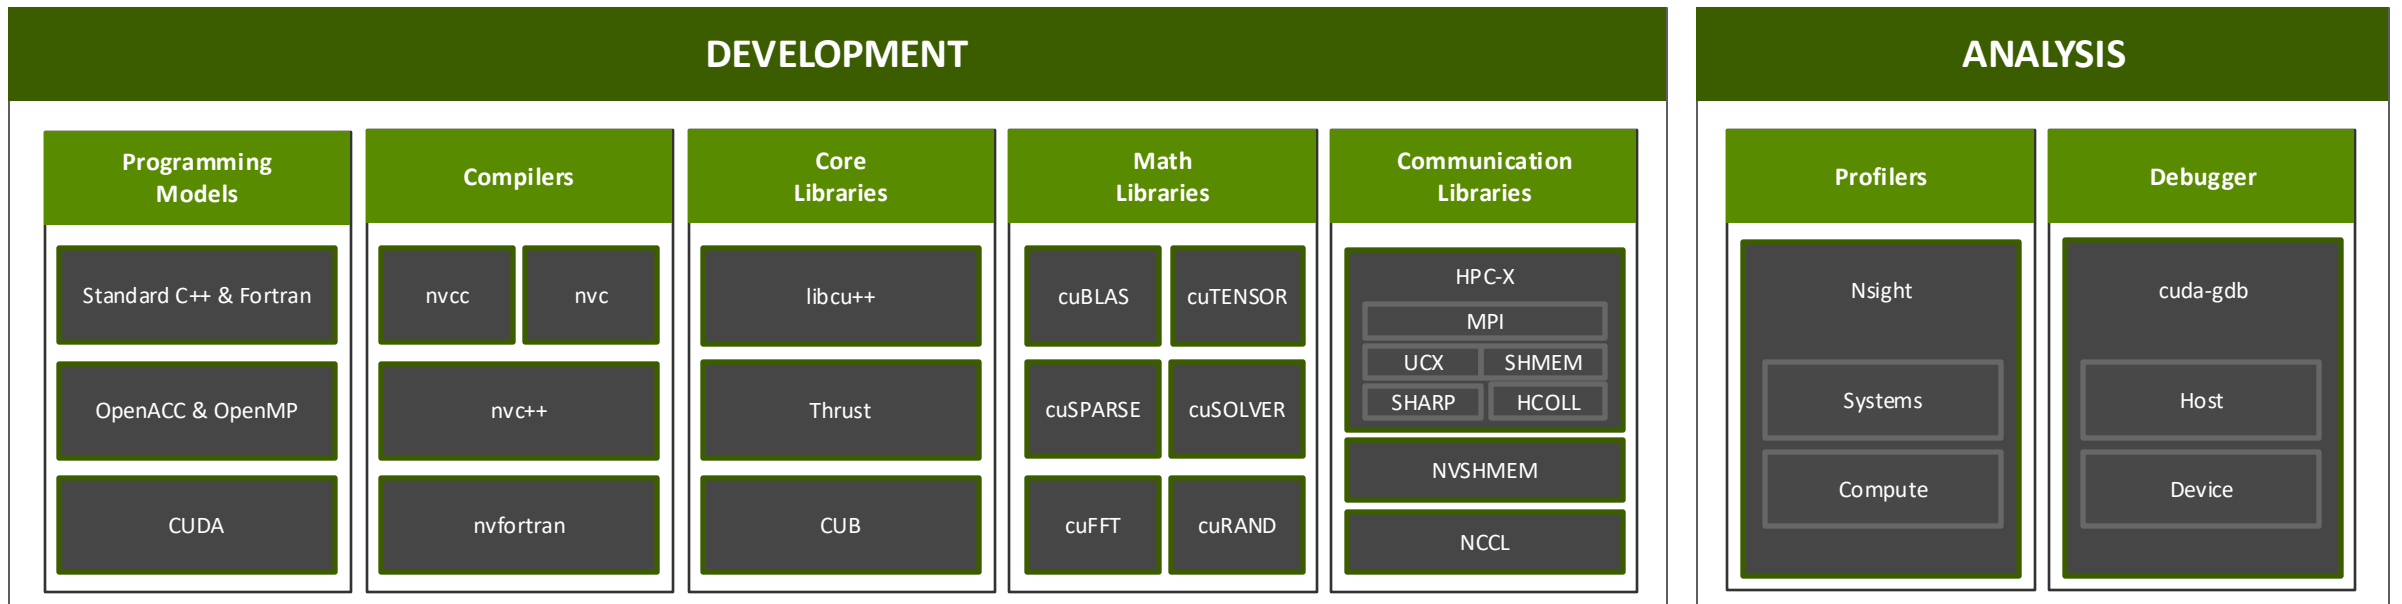 DEVELOPMENT
Programming
Models
Standard C++ & Fortran
OpenACC & OpenMP
CUDA
Compilers
nvcc
nvc
nvc++
nvfortran
Core
Libraries
libcu++
Thrust
CUB
Math
Libraries
cuBLAS
cuTENSOR
cuSPARSE
cuSOLVER
cuFFT
cuRAND
Communication
Libraries
HPC-X
MPI
UCX
SHMEM
SHARP
HCOLL
NVSHMEM
NCCL
ANALYSIS
Profilers
Nsight
Systems
Compute
Debugger
cuda-gdb
Host
Device